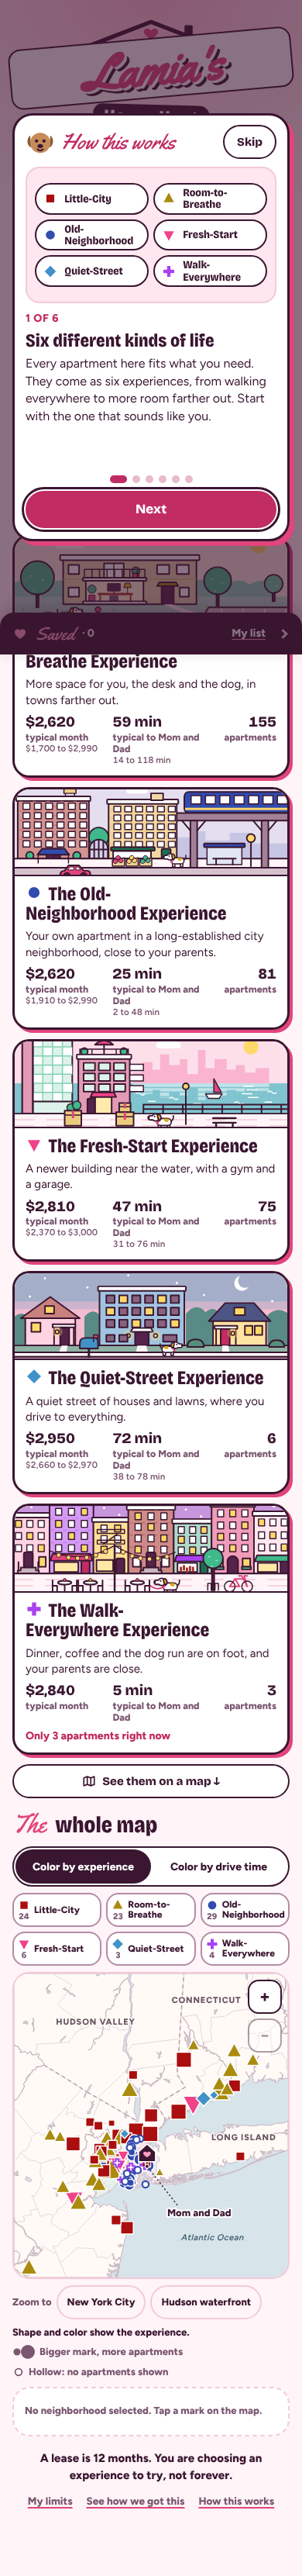 Lamia's
How this works
Skip
Little-City
Room-to-
Breathe
Old-
Neighborhood
Fresh-Start
Quiet-Street
Walk-
Everywhere
1 OF 6
Six different kinds of life
Every apartment here fits what you need.
They come as six experiences, from walking
everywhere to more room farther out. Start
with the one that sounds like you.
Next
Saved · 0
My list
Breathe Experience
More space for you, the desk and the dog, in
towns farther out.
$2,620 59 min 155
typical month typical to Mom and apartments
$1,700 to $2,990 Dad
14 to 118 min
The Old-
Neighborhood Experience
Your own apartment in a long-established city
neighborhood, close to your parents.
$2,620 25 min 81
typical month typical to Mom and apartments
$1,910 to $2,990 Dad
2 to 48 min
The Fresh-Start Experience
A newer building near the water, with a gym and
a garage.
$2,810 47 min 75
typical month typical to Mom and apartments
$2,370 to $3,000 Dad
31 to 76 min
The Quiet-Street Experience
A quiet street of houses and lawns, where you
drive to everything.
$2,950 72 min 6
typical month typical to Mom and apartments
$2,660 to $2,970 Dad
38 to 78 min
The Walk-
Everywhere Experience
Dinner, coffee and the dog run are on foot, and
your parents are close.
$2,840 5 min 3
typical month typical to Mom and apartments
Dad
Only 3 apartments right now
See them on a map ↓
The whole map
Color by experience
Color by drive time
24 Little-City
23 Room-to-
Breathe
29 Old-
Neighborhood
6 Fresh-Start
3 Quiet-Street
4 Walk-
Everywhere
CONNECTICUT
+
−
HUDSON VALLEY
LONG ISLAND
Mom and Dad
Atlantic Ocean
Zoom to
New York City
Hudson waterfront
Shape and color show the experience.
Bigger mark, more apartments
Hollow: no apartments shown
No neighborhood selected. Tap a mark on the map.
A lease is 12 months. You are choosing an
experience to try, not forever.
My limits
See how we got this
How this works